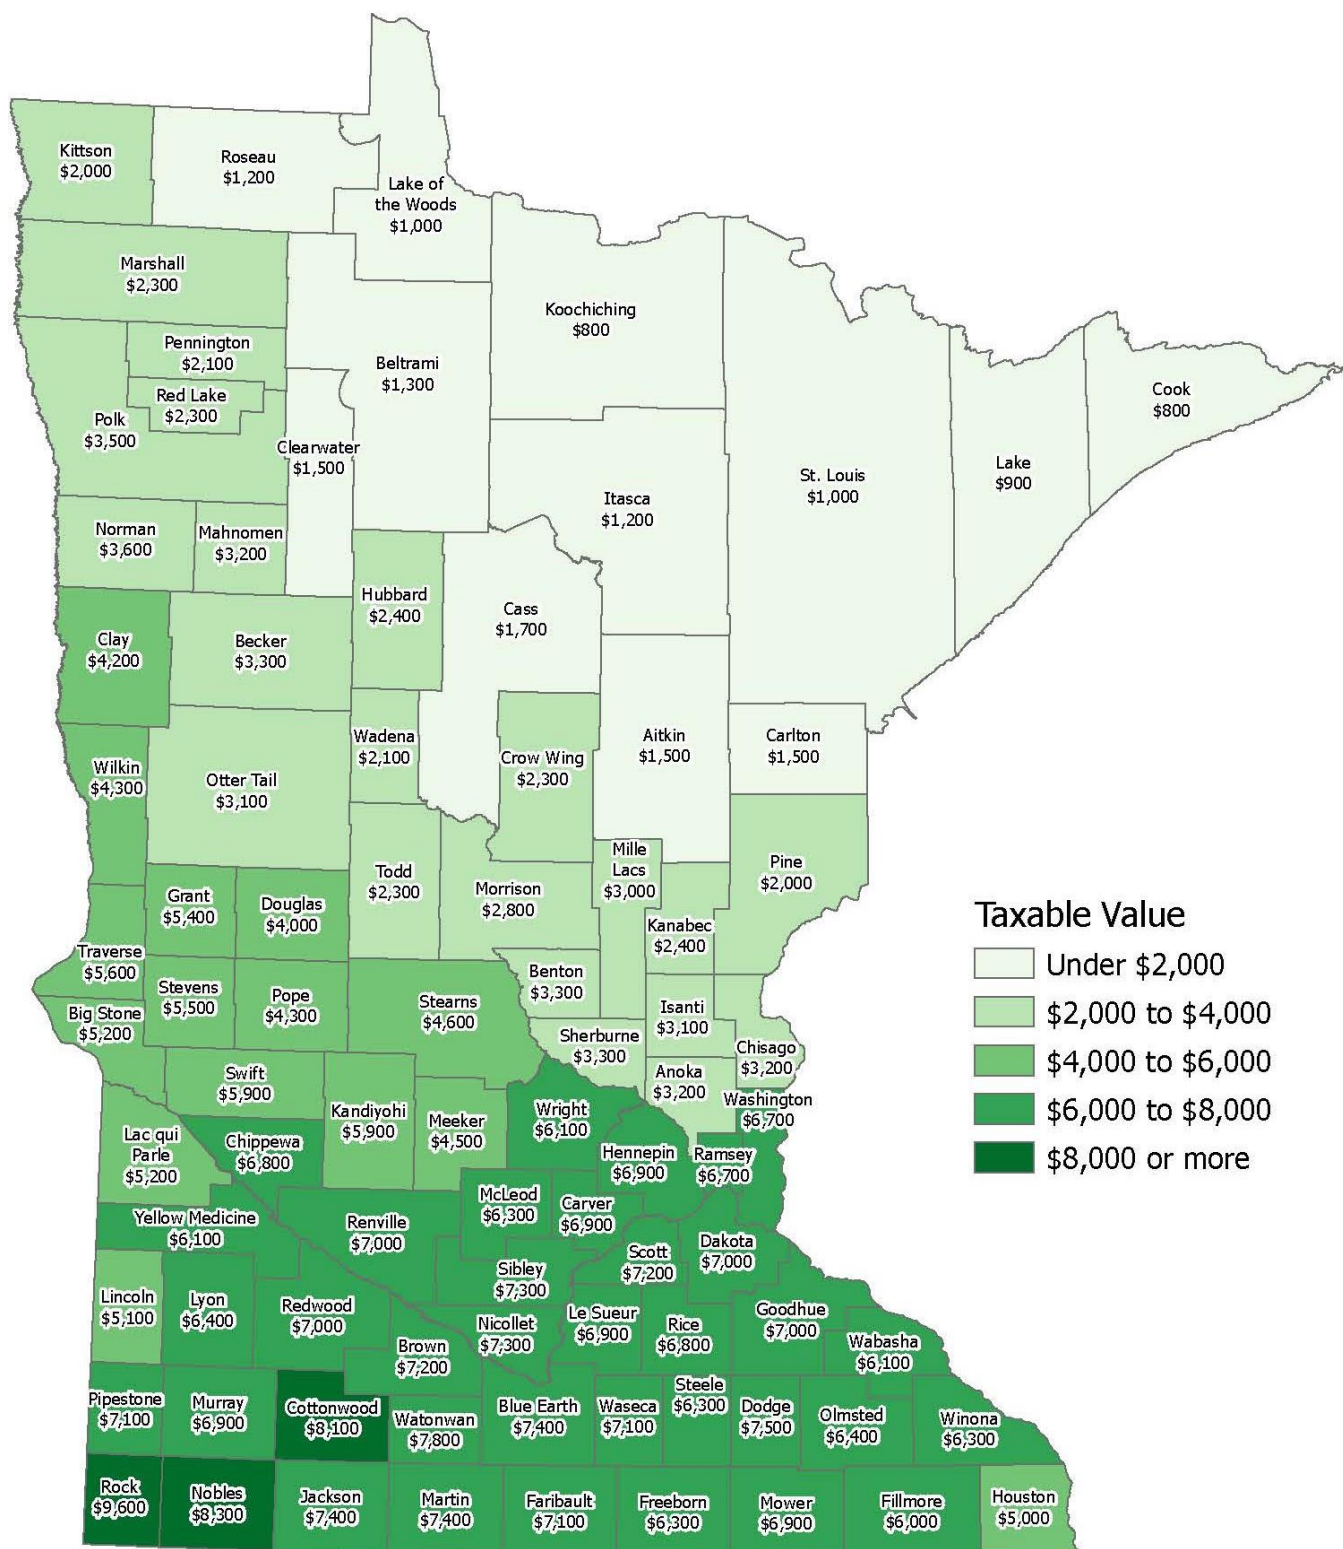 Kittson
$2,000
Roseau
$1,200
Lake of
the Woods
$1,000
Marshall
$2,300
Koochiching
$800
Pennington
$2,100
Beltrami
$1,300
Red Lake
$2,300
Polk
$3,500
Cook
$800
Clearwater
$1,500
Lake
$900
St. Louis
$1,000
Itasca
$1,200
Norman
$3,600
Mahnomen
$3,200
Hubbard
$2,400
Cass
$1,700
Clay
$4,200
Becker
$3,300
Wadena
$2,100
Aitkin
$1,500
Carlton
$1,500
Wilkin
$4,300
Otter Tail
$3,100
Crow Wing
$2,300
Mille
Lacs
$3,000
Pine
$2,000
Todd
$2,300
Morrison
$2,800
Grant
$5,400
Douglas
$4,000
Kanabec
$2,400
Traverse
$5,600
Stevens
$5,500
Pope
$4,300
Stearns
$4,600
Benton
$3,300
Big Stone
$5,200
Isanti
$3,100
Sherburne
$3,300
Chisago
$3,200
Swift
$5,900
Anoka
$3,200
Washington
$6,700
Kandiyohi
$5,900
Meeker
$4,500
Wright
$6,100
Lac qui
Parle
$5,200
Chippewa
$6,800
Hennepin
$6,900
Ramsey
$6,700
Yellow Medicine
$6,100
Renville
$7,000
McLeod
$6,300
Carver
$6,900
Scott
$7,200
Dakota
$7,000
Sibley
$7,300
Lincoln
$5,100
Lyon
$6,400
Redwood
$7,000
Nicollet
$7,300
Le Sueur
$6,900
Rice
$6,800
Goodhue
$7,000
Wabasha
$6,100
Brown
$7,200
Pipestone
$7,100
Murray
$6,900
Cottonwood
$8,100
Watonwan
$7,800
Blue Earth
$7,400
Waseca
$7,100
Steele
$6,300
Dodge
$7,500
Olmsted
$6,400
Winona
$6,300
Rock
$9,600
Nobles
$8,300
Jackson
$7,400
Martin
$7,400
Faribault
$7,100
Freeborn
$6,300
Mower
$6,900
Fillmore
$6,000
Houston
$5,000
Taxable Value
Under $2,000
$2,000 to $4,000
$4,000 to $6,000
$6,000 to $8,000
$8,000 or more